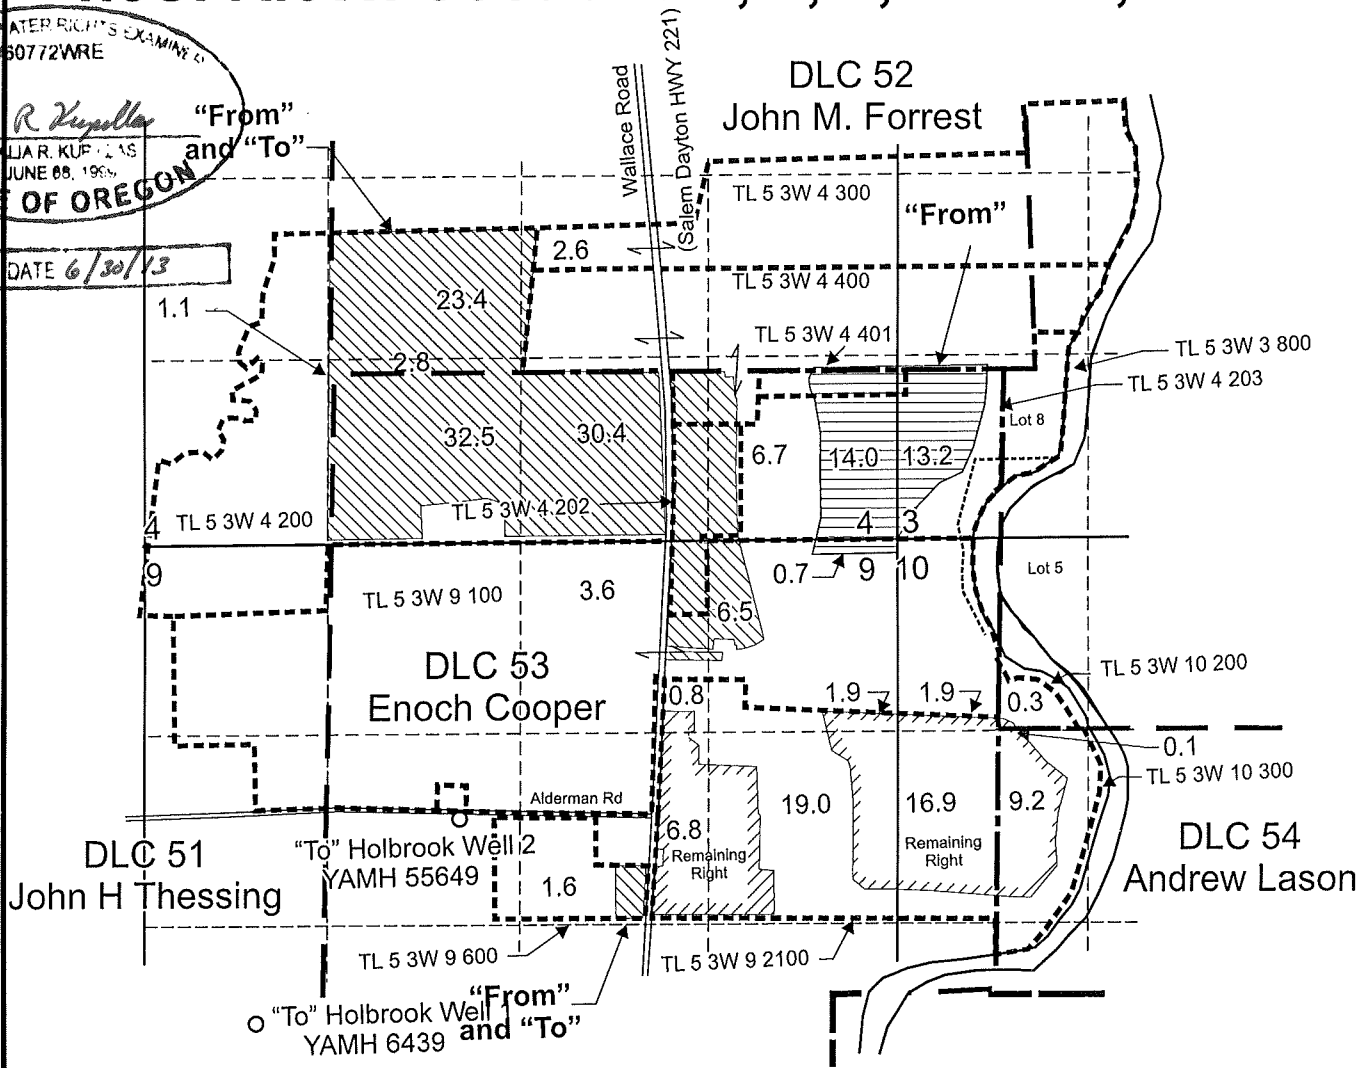 ATER RIGHTS EXAMINER
60772WRE
JUNE 1999
E OF OREGON
DATE 6/30/13
"From"
and "To"
Wallace Road
(Salem Dayton HWY 221)
DLC 52
John M. Forrest
TL 5 3W 4 300
"From"
2.6
23.4
TL 5 3W 4 400
1.1
TL 5 3W 4 401
TL 5 3W 3 800
2.8
TL 5 3W 4 203
Lot 8
32.5
30.4
6.7
14.0
13.2
TL 5 3W 4 202
4
TL 5 3W 4 200
4
3
9
0.7
9
10
Lot 5
TL 5 3W 9 100
3.6
6.5
DLC 53
Enoch Cooper
TL 5 3W 10 200
0.8
1.9
1.9
0.3
0.1
TL 5 3W 10 300
Alderman Rd
19.0
16.9
9.2
6.8
Remaining
Right
Remaining
Right
DLC 51
John H Thessing
"To" Holbrook Well 2
YAMH 55649
1.6
DLC 54
Andrew Lason
TL 5 3W 9 600
TL 5 3W 9 2100
"From"
and "To"
"To" Holbrook Well 1
YAMH 6439